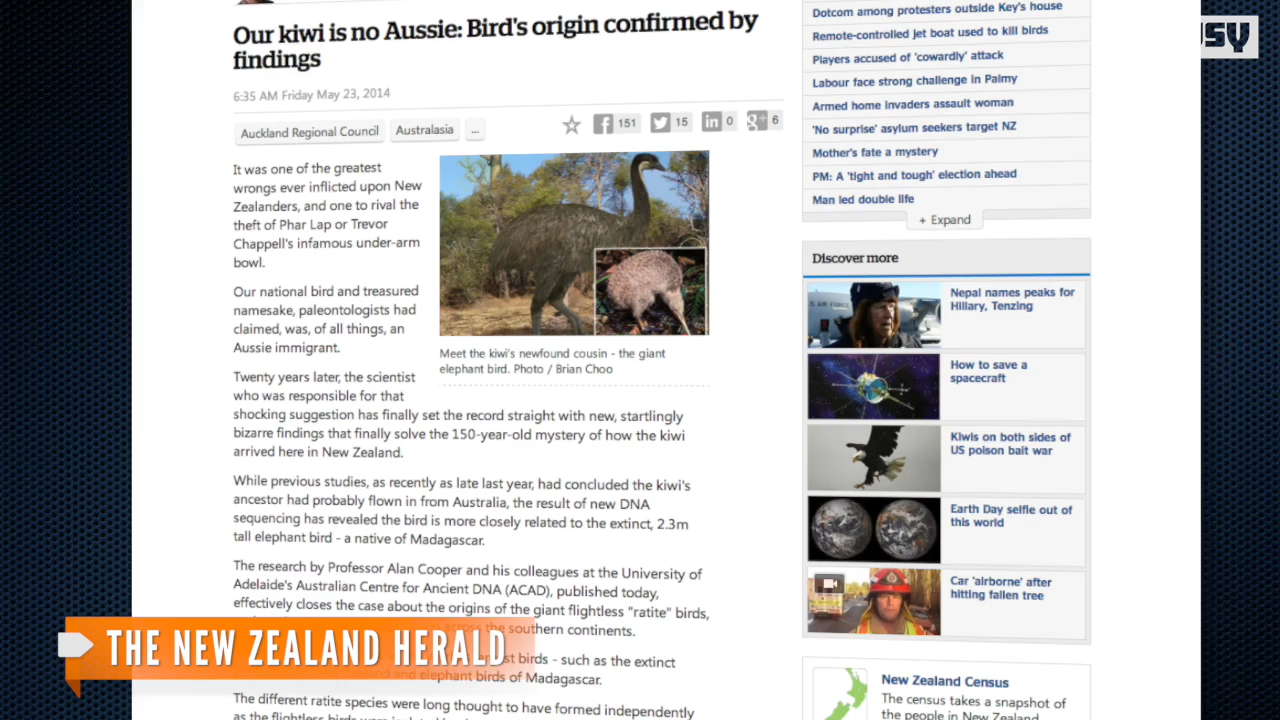 Our kiwi is no Aussie: Bird's origin confirmed by
findings
6:35 AM Friday May 23, 2014
Auckland Regional Council
Australasia
...
151
15
0
6
It was one of the greatest
wrongs ever inflicted upon New
Zealanders, and one to rival the
theft of Phar Lap or Trevor
Chappell's infamous under-arm
bowl.
Our national bird and treasured
namesake, paleontologists had
claimed, was, of all things, an
Aussie immigrant.
Meet the kiwi's newfound cousin - the giant
elephant bird. Photo / Brian Choo
Twenty years later, the scientist
who was responsible for that
shocking suggestion has finally set the record straight with new, startlingly
bizarre findings that finally solve the 150-year-old mystery of how the kiwi
arrived here in New Zealand.
While previous studies, as recently as late last year, had concluded the kiwi's
ancestor had probably flown in from Australia, the result of new DNA
sequencing has revealed the bird is more closely related to the extinct, 2.3m
tall elephant bird - a native of Madagascar.
The research by Professor Alan Cooper and his colleagues at the University of
Adelaide's Australian Centre for Ancient DNA (ACAD), published today,
effectively closes the case about the origins of the giant flightless "ratite" birds,
across the southern continents.
birds - such as the extinct
and elephant birds of Madagascar.
The different ratite species were long thought to have formed independently
as the flightless birds were
THE NEW ZEALAND HERALD
Dotcom among protesters outside Key's house
Remote-controlled jet boat used to kill birds
Players accused of 'cowardly' attack
Labour face strong challenge in Palmy
Armed home invaders assault woman
'No surprise' asylum seekers target NZ
Mother's fate a mystery
PM: A 'tight and tough' election ahead
Man led double life
+ Expand
Discover more
Nepal names peaks for
Hillary, Tenzing
How to save a
spacecraft
Kiwis on both sides of
US poison bait war
Earth Day selfie out of
this world
Car 'airborne' after
hitting fallen tree
New Zealand Census
The census takes a snapshot of
the people in New Zealand